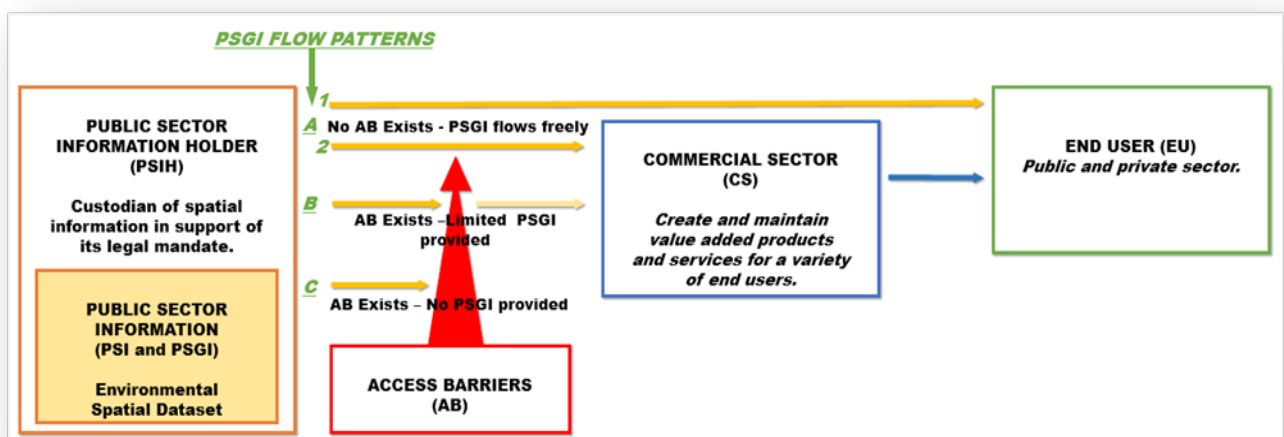 PSGI FLOW PATTERNS
PUBLIC SECTOR
INFORMATION HOLDER
(PSIH)
Custodian of spatial
information in support of
its legal mandate.
PUBLIC SECTOR
INFORMATION
(PSI and PSGI)
Environmental
Spatial Dataset
1
A No AB Exists - PSGI flows freely
2
B
AB Exists –Limited PSGI
provided
C
AB Exists – No PSGI provided
ACCESS BARRIERS
(AB)
COMMERCIAL SECTOR
(CS)
Create and maintain
value added products
and services for a variety
of end users.
END USER (EU)
Public and private sector.